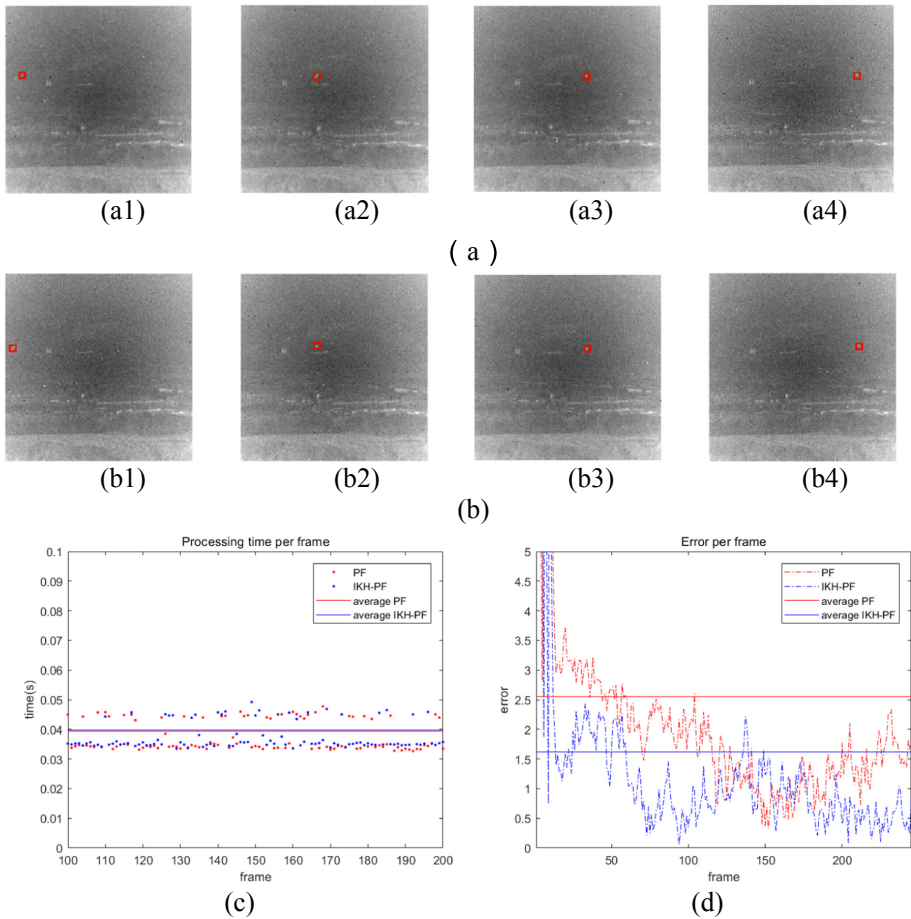 (a1) (a2) (a3) (a4)
( a )
(b1) (b2) (b3) (b4)
(b)
Processing time per frame
0.1
0.09
0.08
0.07
0.06
0.05
0.04
0.03
0.02
0.01
0
time(s)
100 110 120 130 140 150 160 170 180 190 200
frame
PF
IKH-PF
average PF
average IKH-PF
(c)
Error per frame
5
4.5
4
3.5
3
2.5
2
1.5
1
0.5
0
error
50 100 150 200
frame
PF
IKH-PF
average PF
average IKH-PF
(d)